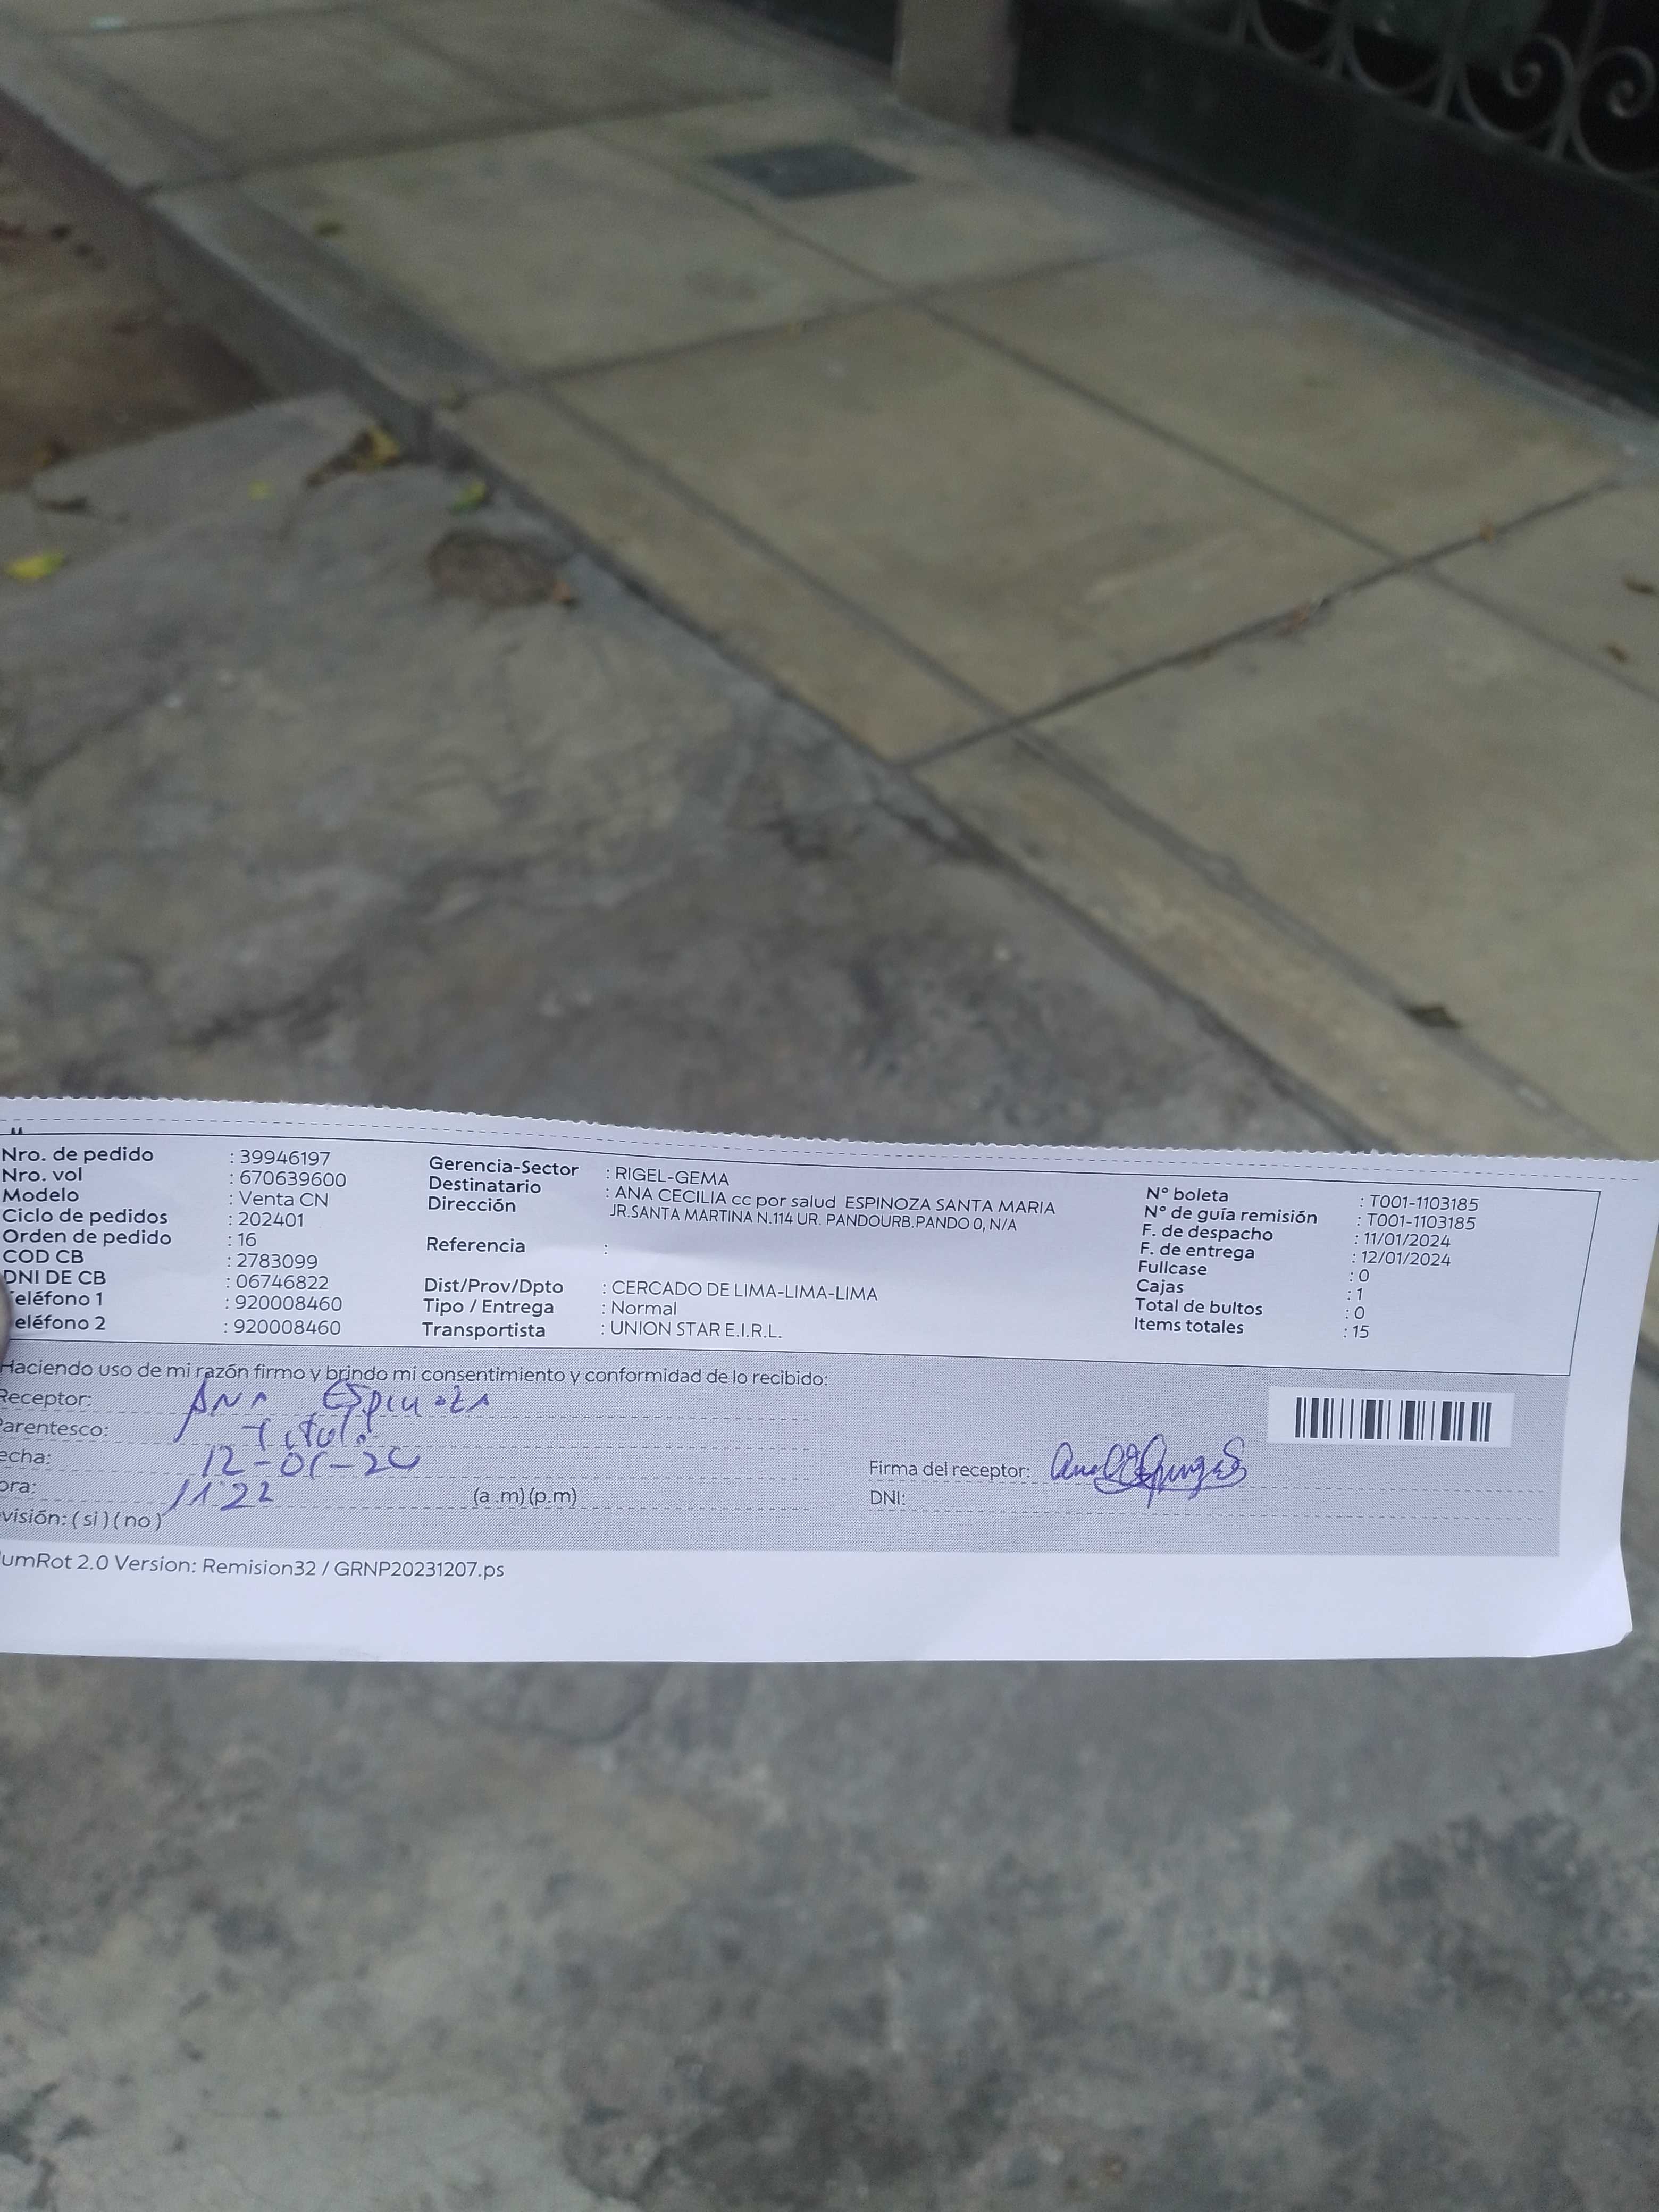 Nro. de pedido : 39946197
Nro. vol : 670639600
Modelo : Venta CN
Ciclo de pedidos : 202401
Orden de pedido : 16
COD CB : 2783099
DNI DE CB : 06746822
eléfono 1 : 920008460
eléfono 2 : 920008460
Gerencia-Sector : RIGEL-GEMA
Destinatario : ANA CECILIA cc por salud ESPINOZA SANTA MARIA
Dirección JR.SANTA MARTINA N.114 UR. PANDOURB.PANDO 0, N/A
Referencia :
Dist/Prov/Dpto : CERCADO DE LIMA-LIMA-LIMA
Tipo / Entrega : Normal
Transportista : UNION STAR E.I.R.L.
N° boleta : T001-1103185
N° de guía remisión : T001-1103185
F. de despacho : 11/01/2024
F. de entrega : 12/01/2024
Fullcase : 0
Cajas : 1
Total de bultos : 0
Items totales : 15
Haciendo uso de mi razón firmo y brindo mi consentimiento y conformidad de lo recibido:
Receptor: Ana Espinoza
arentesco:
echa: 12-01-24
ora: 11:22 (a .m) (p.m)
visión: ( si ) ( no )
Firma del receptor:
DNI:
umRot 2.0 Version: Remision32 / GRNP20231207.ps